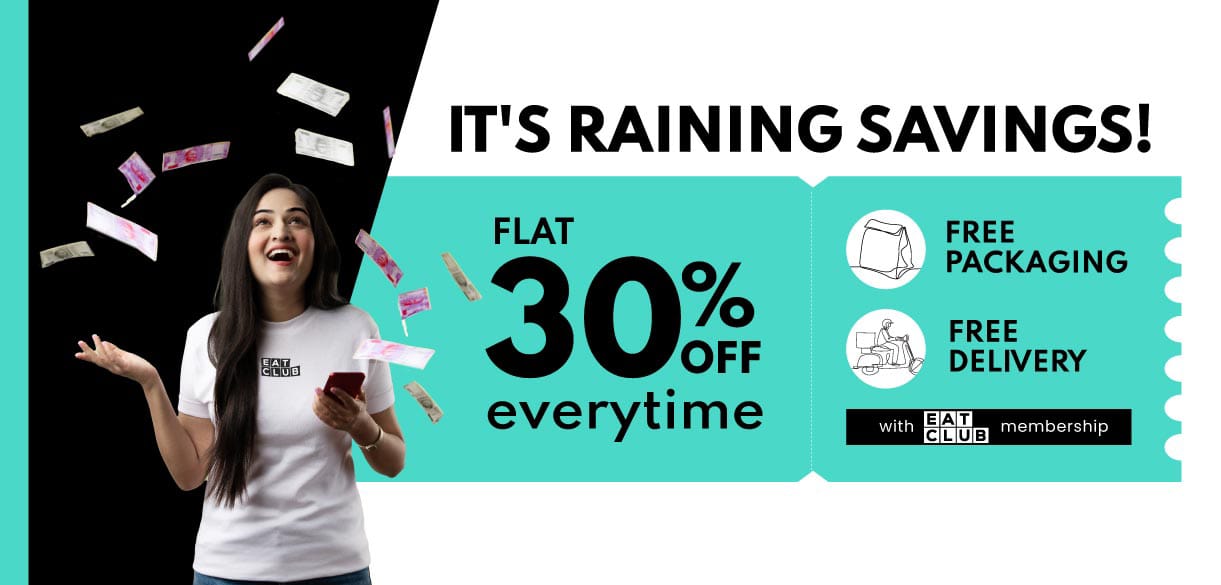 IT'S RAINING SAVINGS!
FLAT
30%
OFF
everytime
FREE
PACKAGING
FREE
DELIVERY
with EAT CLUB membership
EAT
CLUB